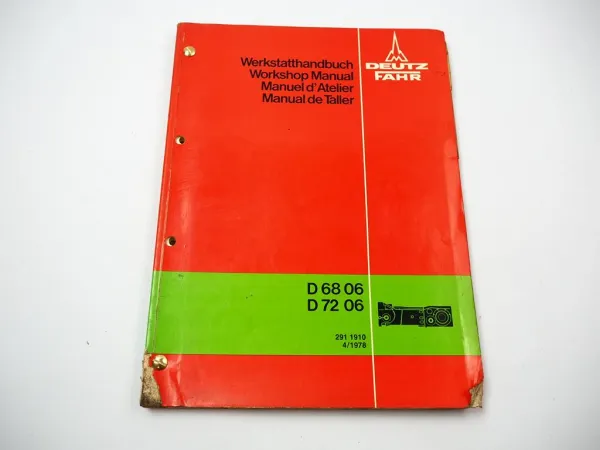 Werkstatthandbuch
Workshop Manual
Manuel d'Atelier
Manual de Taller
DEUTZ
FAHR
D 68 06
D 72 06
291 1910
4/1978